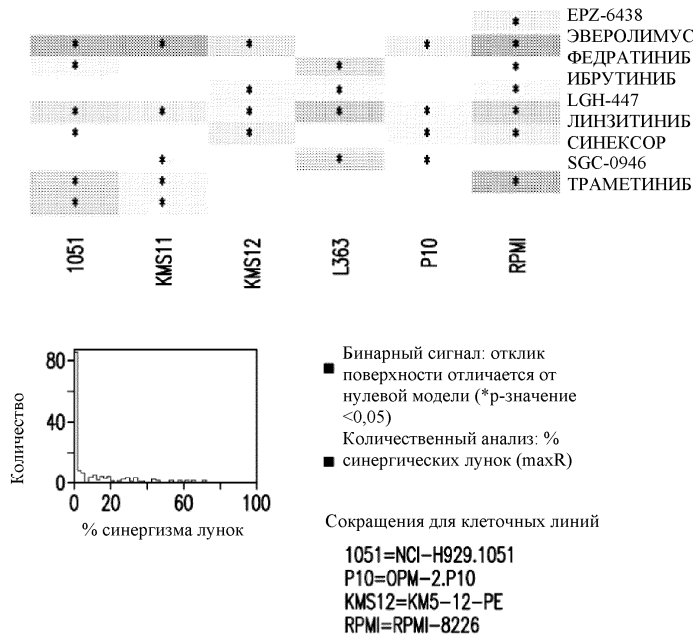 EPZ-6438
*
ЭВЕРОЛИМУС
* * * * *
ФЕДРАТИНИБ
* * *
ИБРУТИНИБ
* * *
LGH-447
* * * * * *
ЛИНЗИТИНИБ
* * * *
СИНЕКСОР
* * *
SGC-0946
* * *
ТРАМЕТИНИБ
* *
1051
KMS11
KMS12
L363
P10
RPMI
80
40
0
0 20 60 100
Количество
% синергизма лунок
Бинарный сигнал: отклик
поверхности отличается от
нулевой модели (*р-значение
<0,05)
Количественный анализ: %
синергических лунок (maxR)
Сокращения для клеточных линий
1051=NCI-H929.1051
P10=OPM-2.P10
KMS12=KM5-12-PE
RPMI=RPMI-8226